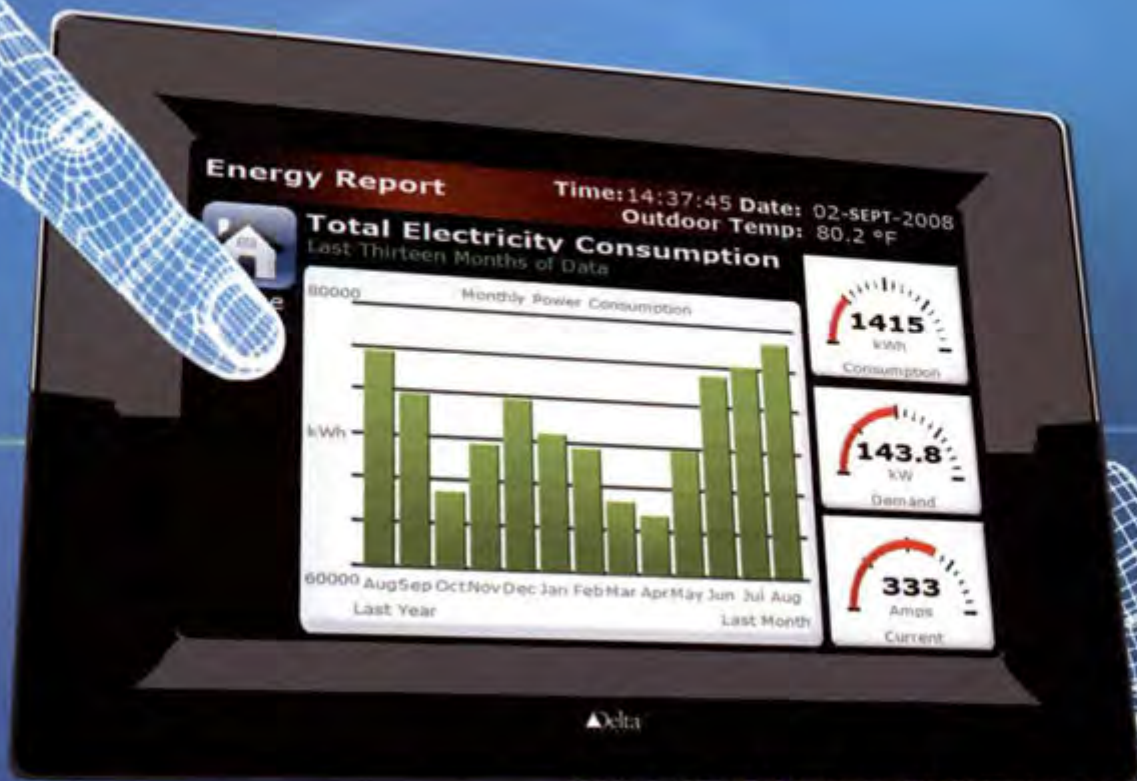 Energy Report
Time: 14:37:45 Date: 02-SEPT-2008
Outdoor Temp: 80.2 °F
Total Electricity Consumption
Last Thirteen Months of Data
80000
Monthly Power Consumption
kWh
60000
Aug Sep Oct Nov Dec Jan Feb Mar Apr May Jun Jul Aug
Last Year
Last Month
1415
kWh
Consumption
143.8
kW
Demand
333
Amps
Current
Delta